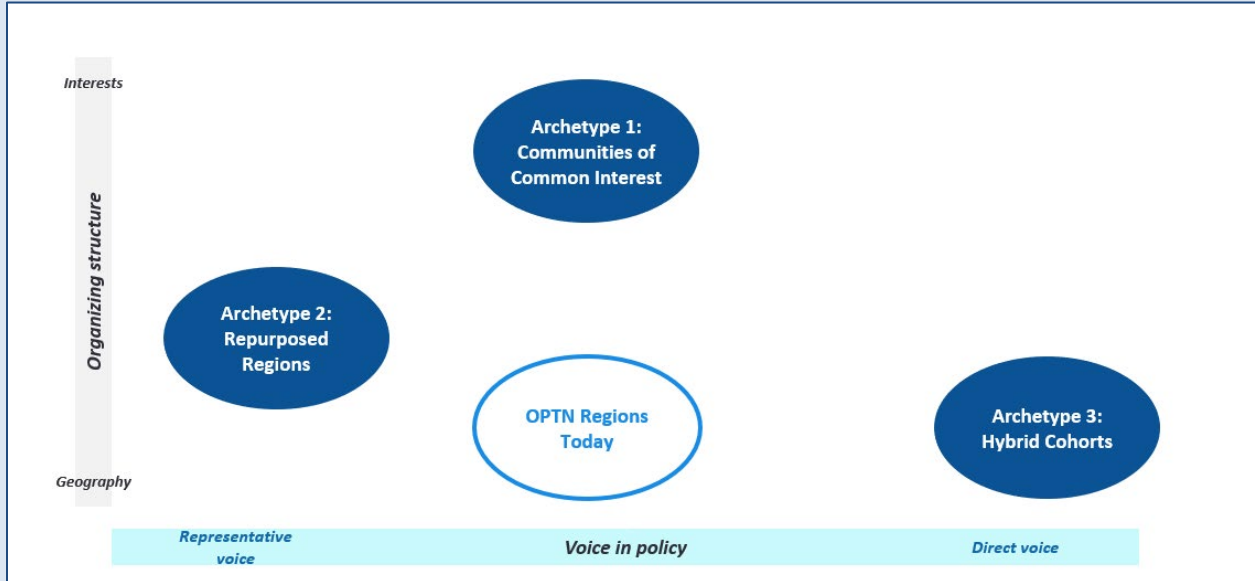 Interests
Archetype 1:
Communities of
Common Interest
Organizing structure
Archetype 2:
Repurposed
Regions
OPTN Regions
Today
Archetype 3:
Hybrid Cohorts
Geography
Representative
voice
Voice in policy
Direct voice